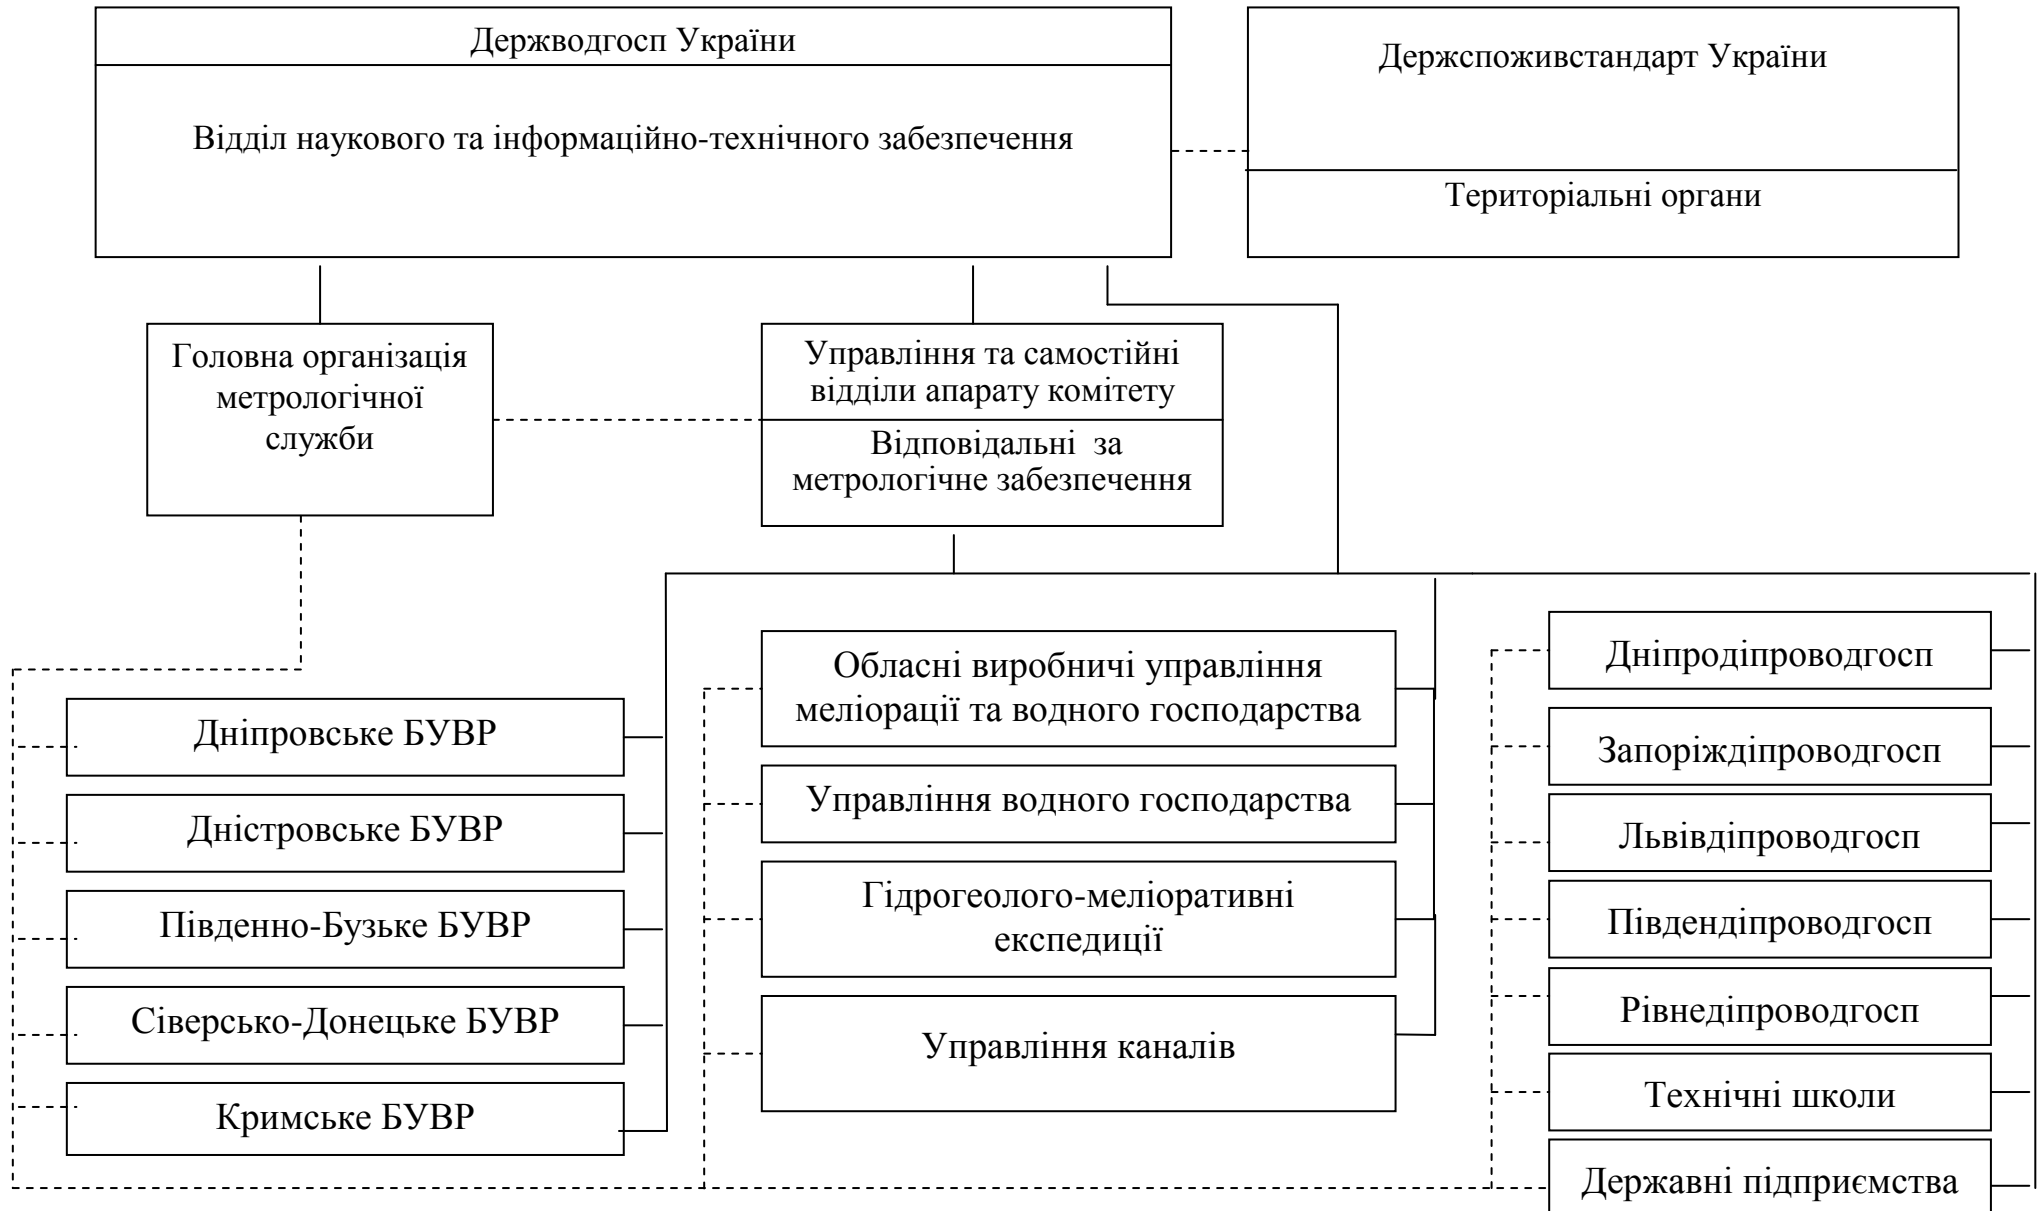 Держводгосп України
Відділ наукового та інформаційно-технічного забезпечення
Держспоживстандарт України
Територіальні органи
Головна організація
метрологічної
служби
Управління та самостійні
відділи апарату комітету
Відповідальні за
метрологічне забезпечення
Дніпровське БУВР
Дністровське БУВР
Південно-Бузьке БУВР
Сіверсько-Донецьке БУВР
Кримське БУВР
Обласні виробничі управління
меліорації та водного господарства
Управління водного господарства
Гідрогеолого-меліоративні
експедиції
Управління каналів
Дніпродіпроводгосп
Запоріждіпроводгосп
Львівдіпроводгосп
Південдіпроводгосп
Рівнедіпроводгосп
Технічні школи
Державні підприємства